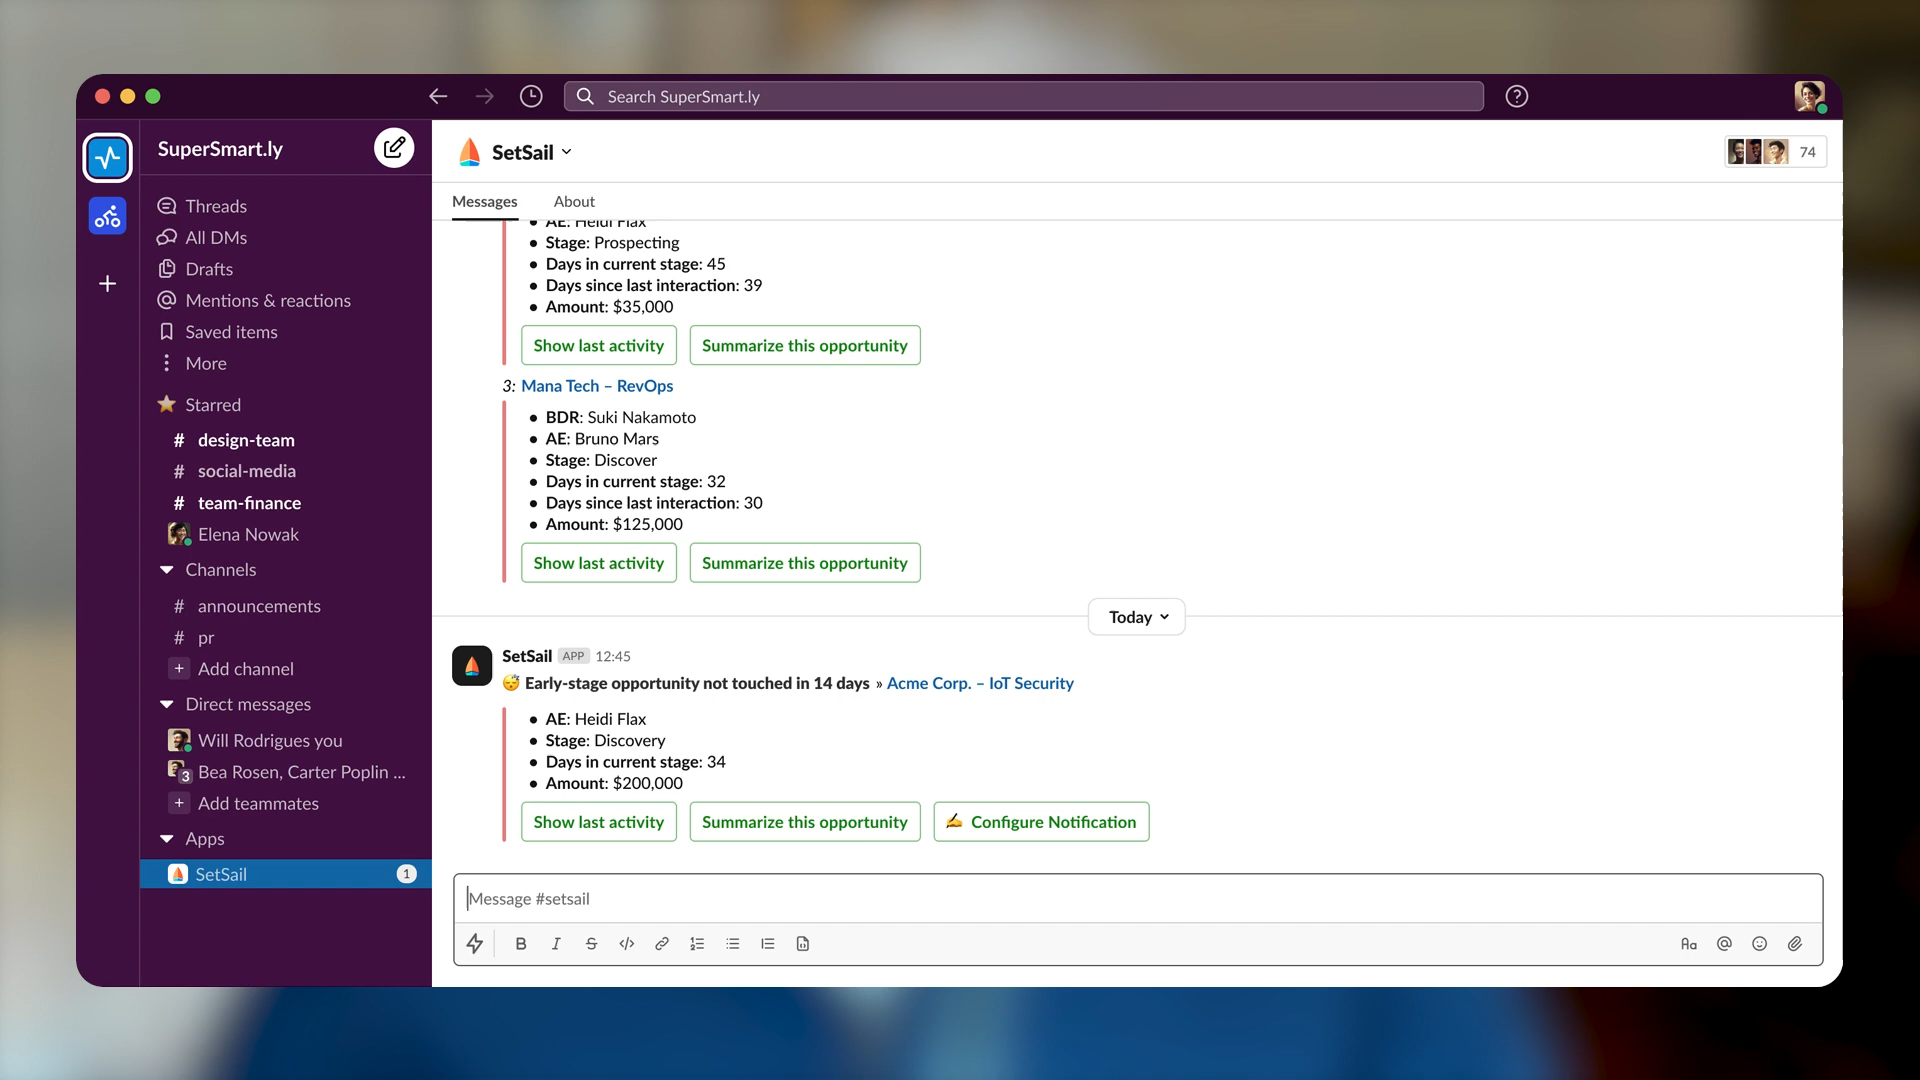 Search SuperSmart.ly
SuperSmart.ly
Threads
All DMs
Drafts
Mentions & reactions
Saved items
More
Starred
# design-team
# social-media
# team-finance
Elena Nowak
Channels
# announcements
# pr
+ Add channel
Direct messages
Will Rodrigues you
3 Bea Rosen, Carter Poplin ...
+ Add teammates
Apps
SetSail 1
SetSail
74
Messages About
• AE: Heidi Flax
• Stage: Prospecting
• Days in current stage: 45
• Days since last interaction: 39
• Amount: $35,000
Show last activity Summarize this opportunity
3: Mana Tech – RevOps
• BDR: Suki Nakamoto
• AE: Bruno Mars
• Stage: Discover
• Days in current stage: 32
• Days since last interaction: 30
• Amount: $125,000
Show last activity Summarize this opportunity
Today
SetSail APP 12:45
😴 Early-stage opportunity not touched in 14 days » Acme Corp. – IoT Security
• AE: Heidi Flax
• Stage: Discovery
• Days in current stage: 34
• Amount: $200,000
Show last activity Summarize this opportunity ✍️ Configure Notification
Message #setsail
B I S </> Aa @